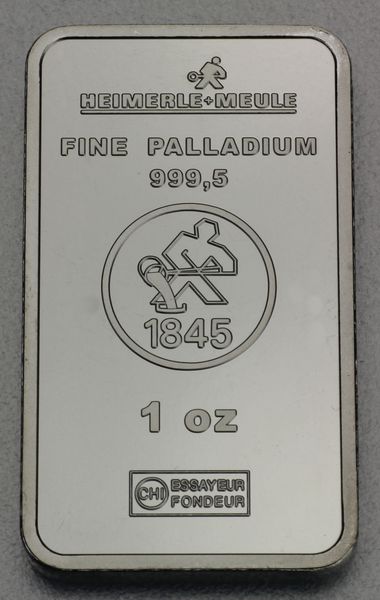 HEIMERLE+MEULE
FINE PALLADIUM
999,5
1845
1 oz
CHI ESSAYEUR
FONDEUR